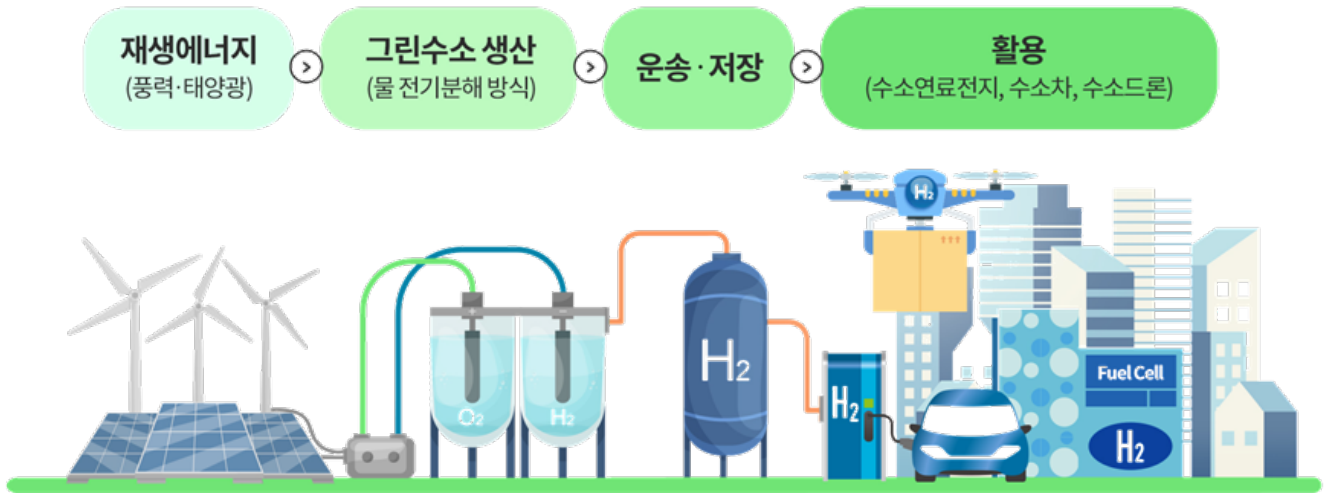 재생에너지
(풍력·태양광)
그린수소 생산
(물 전기분해 방식)
운송·저장
활용
(수소연료전지, 수소차, 수소드론)
H₂
+
−
O₂
H₂
H₂
H₂
Fuel Cell
H₂